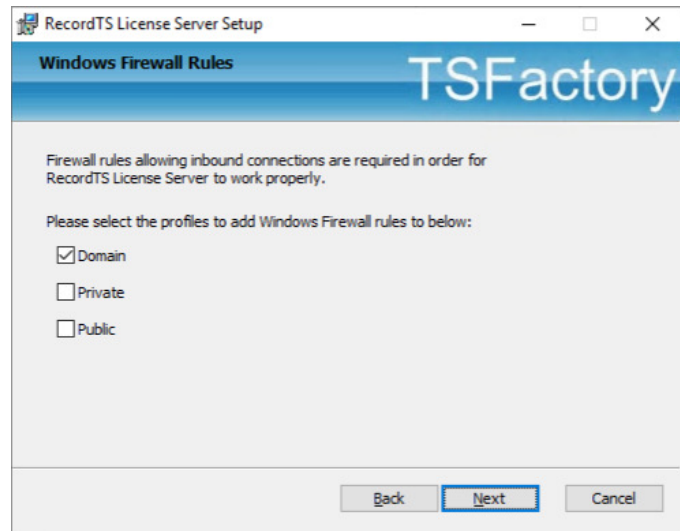 RecordTS License Server Setup
Windows Firewall Rules
TSFactory
Firewall rules allowing inbound connections are required in order for
RecordTS License Server to work properly.
Please select the profiles to add Windows Firewall rules to below:
Domain
Private
Public
Back Next Cancel